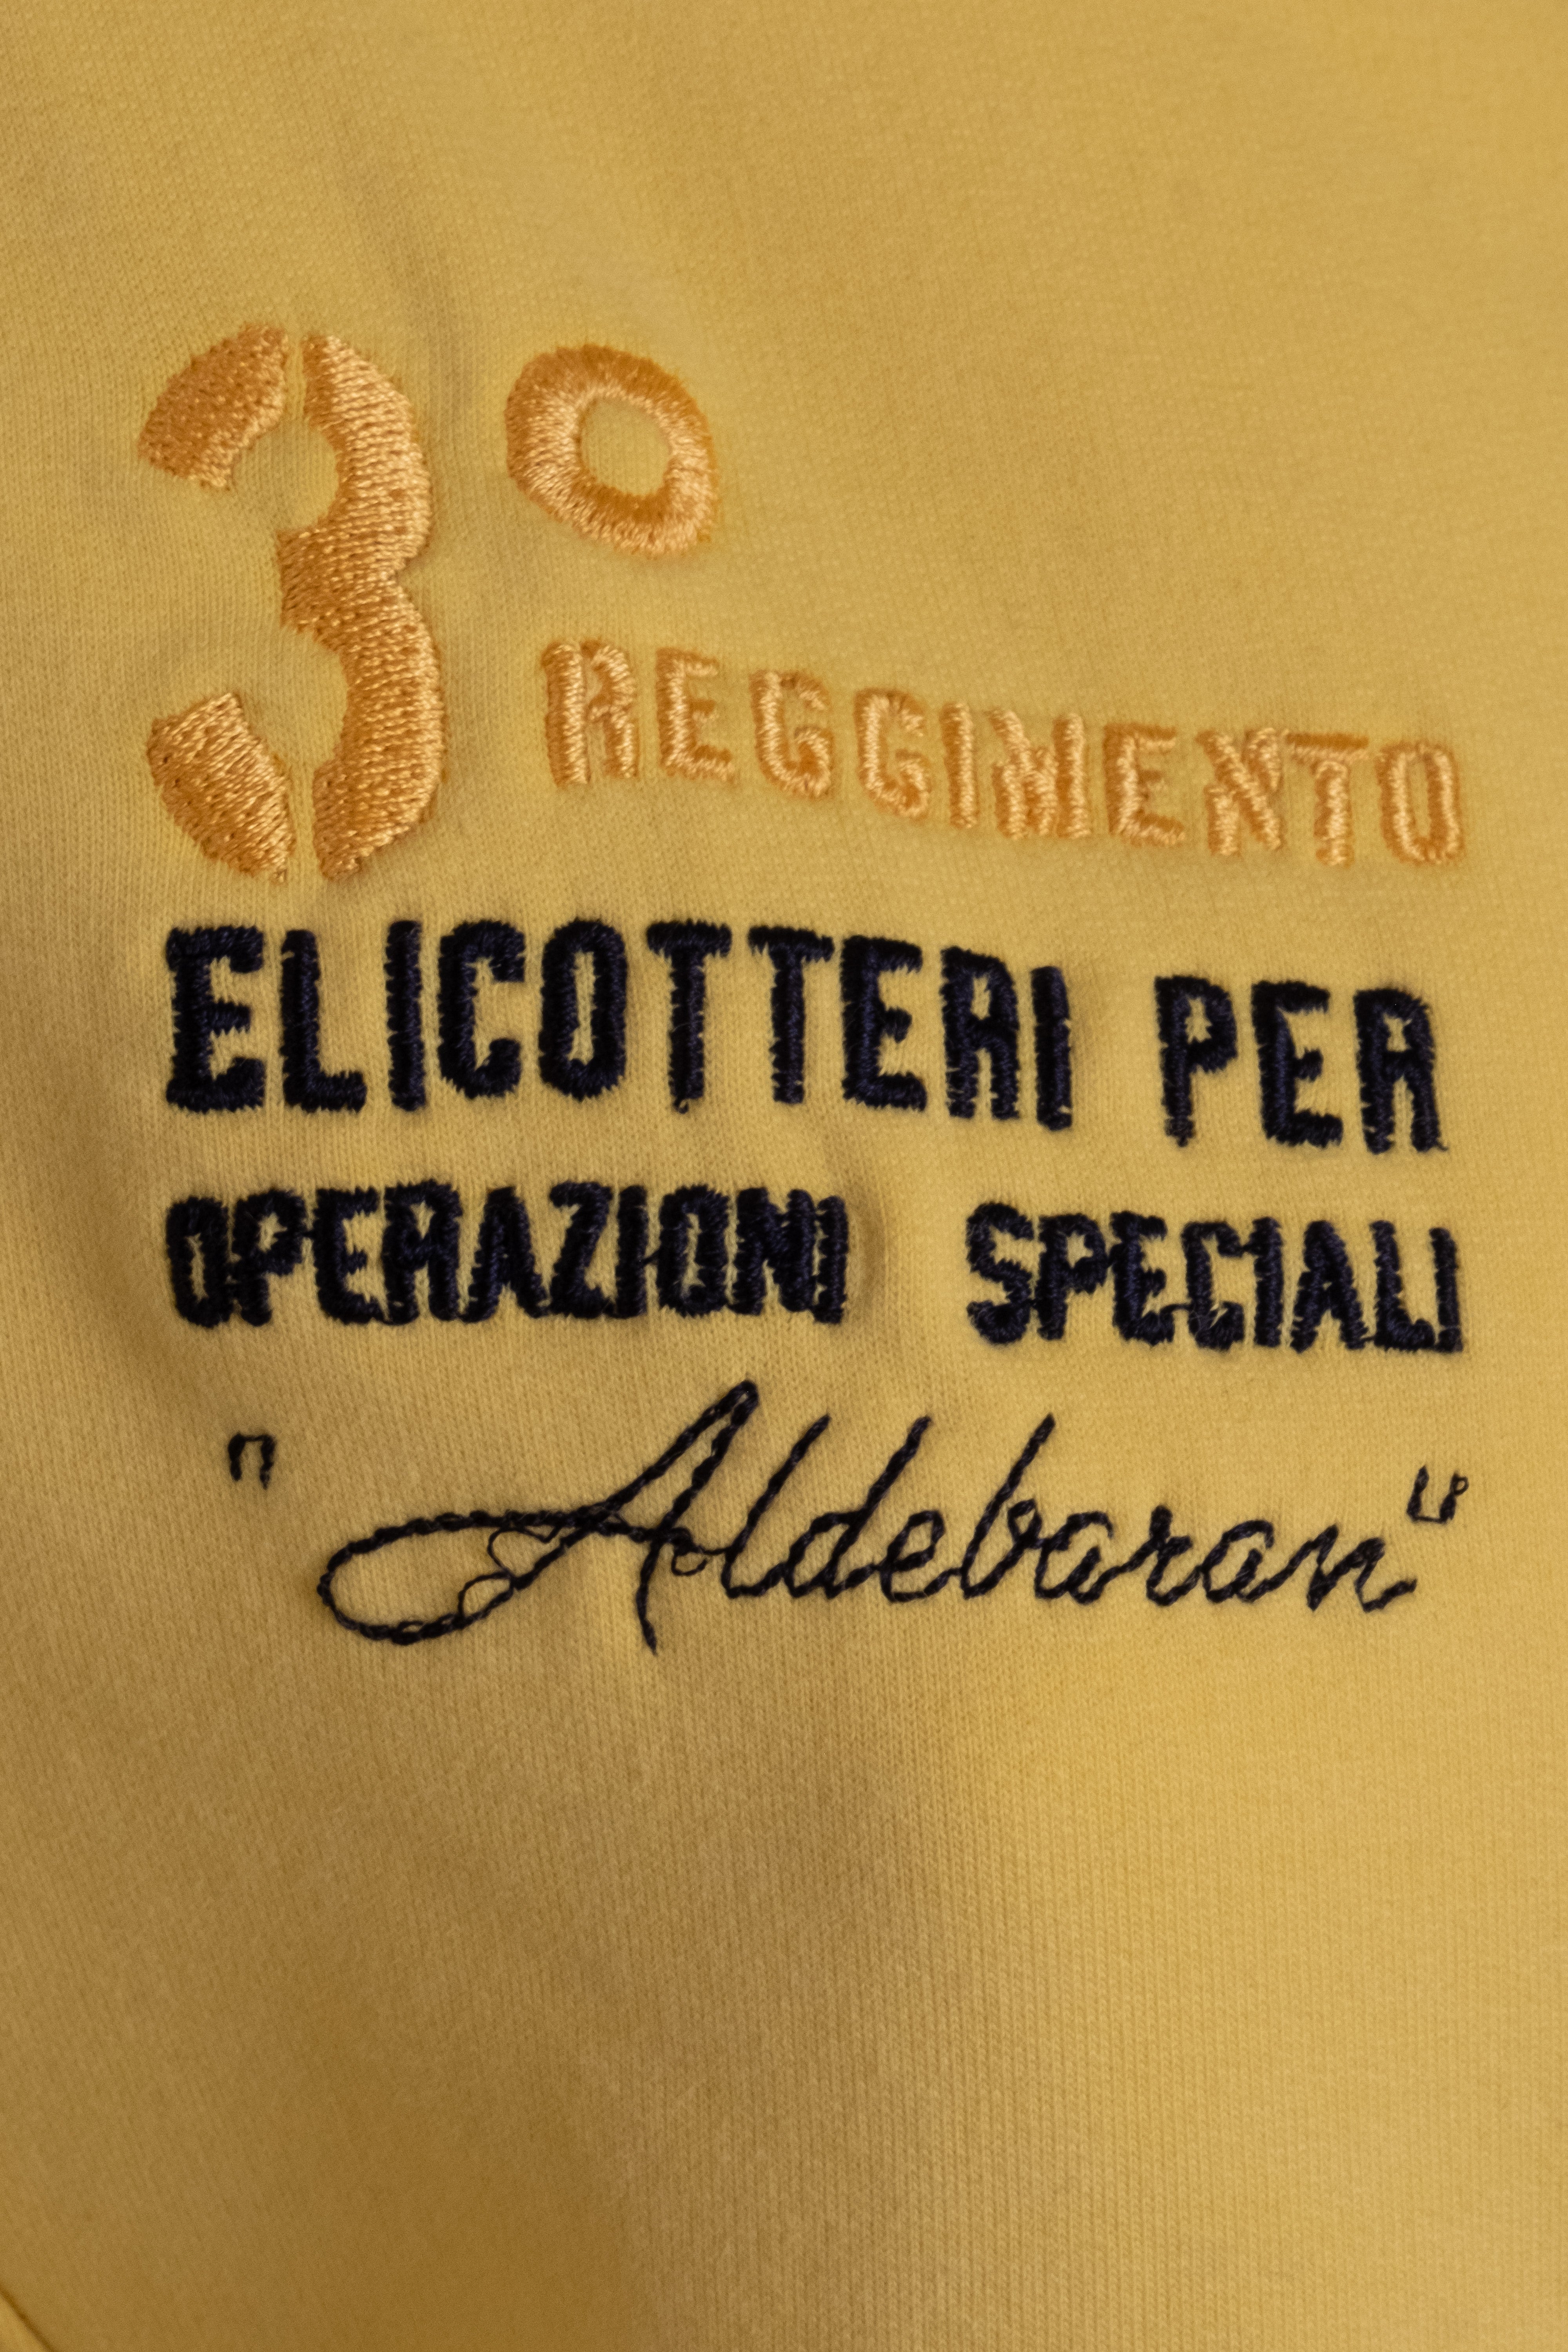 3°
REGGIMENTO
ELICOTTERI PER
OPERAZIONI SPECIALI
"Aldebaran"